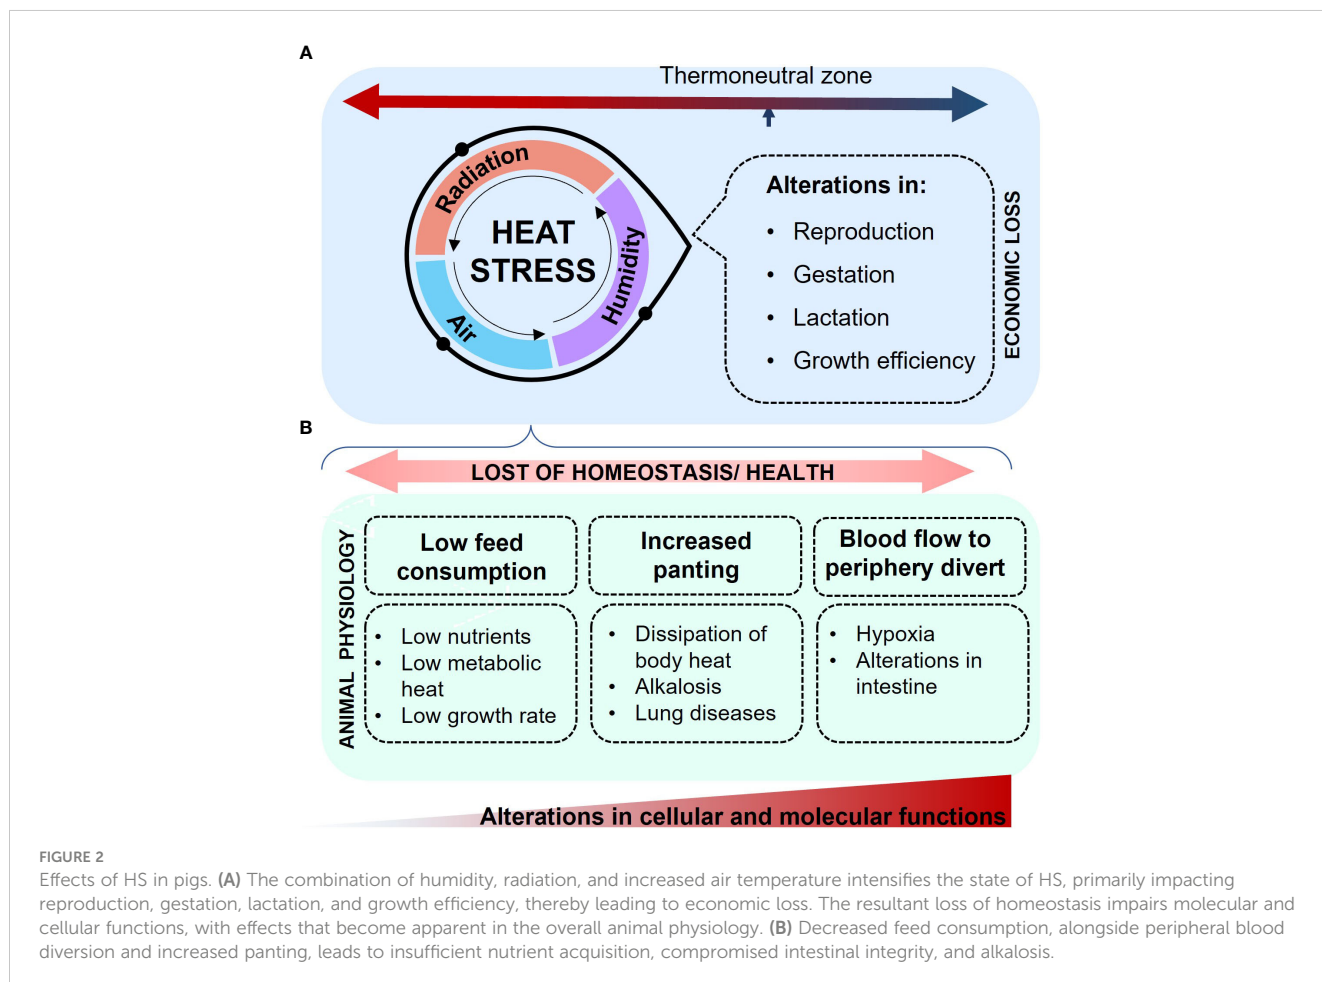 A
Thermoneutral zone
Radiation
Humidity
Air
HEAT
STRESS
Alterations in:
• Reproduction
• Gestation
• Lactation
• Growth efficiency
ECONOMIC LOSS
B
LOST OF HOMEOSTASIS/ HEALTH
ANIMAL PHYSIOLOGY
Low feed
consumption
• Low nutrients
• Low metabolic
heat
• Low growth rate
Increased
panting
• Dissipation of
body heat
• Alkalosis
• Lung diseases
Blood flow to
periphery divert
• Hypoxia
• Alterations in
intestine
Alterations in cellular and molecular functions
FIGURE 2
Effects of HS in pigs. (A) The combination of humidity, radiation, and increased air temperature intensifies the state of HS, primarily impacting
reproduction, gestation, lactation, and growth efficiency, thereby leading to economic loss. The resultant loss of homeostasis impairs molecular and
cellular functions, with effects that become apparent in the overall animal physiology. (B) Decreased feed consumption, alongside peripheral blood
diversion and increased panting, leads to insufficient nutrient acquisition, compromised intestinal integrity, and alkalosis.